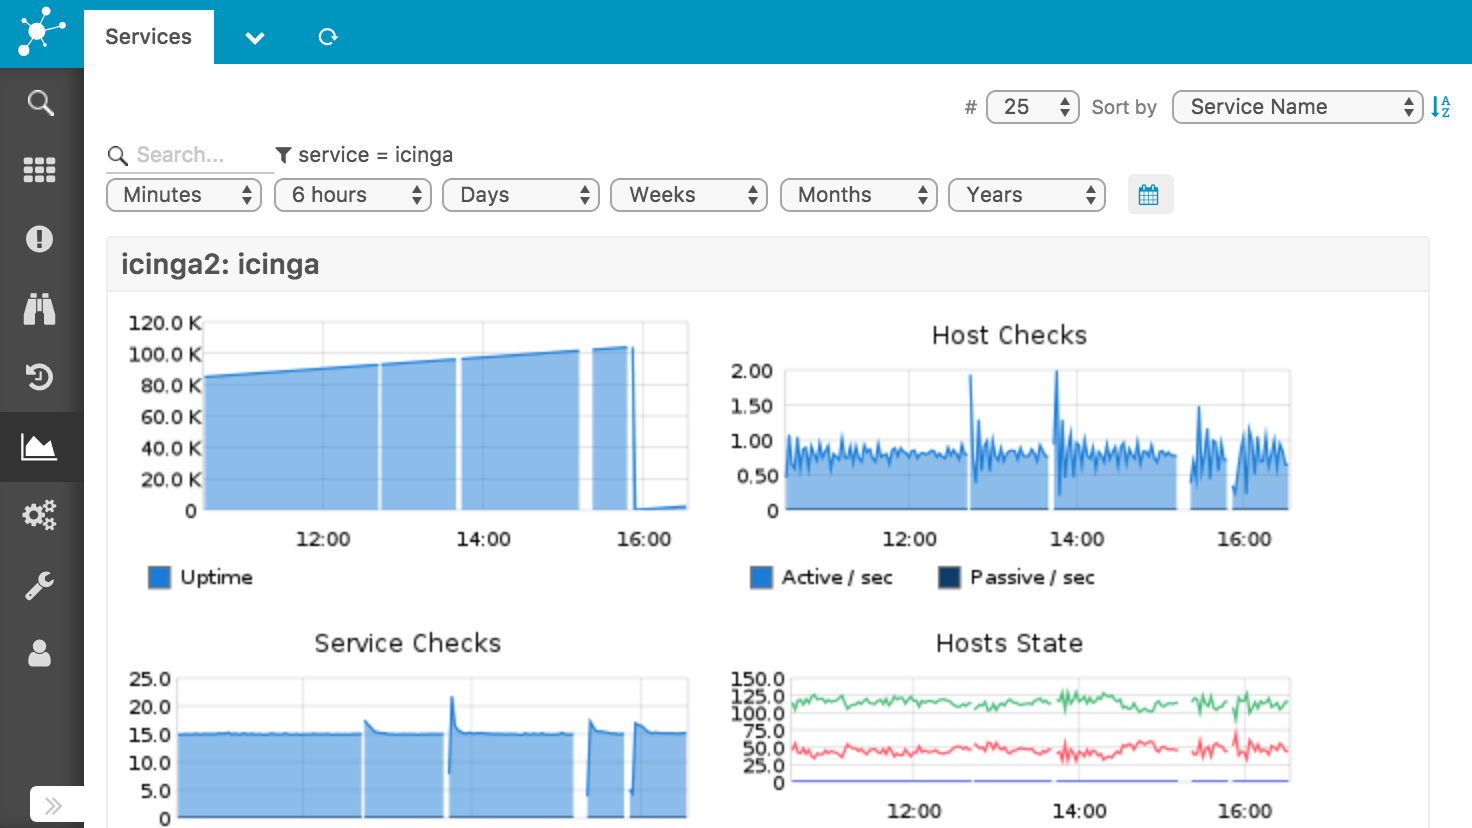 Services
# 25 Sort by Service Name
Search... service = icinga
Minutes 6 hours Days Weeks Months Years
icinga2: icinga
120.0 K
100.0 K
80.0 K
60.0 K
40.0 K
20.0 K
0
12:00 14:00 16:00
Uptime
Host Checks
2.00
1.50
1.00
0.50
0
12:00 14:00 16:00
Active / sec Passive / sec
Service Checks
25.0
20.0
15.0
10.0
5.0
0
Hosts State
150.0
125.0
100.0
75.0
50.0
25.0
0
12:00 14:00 16:00